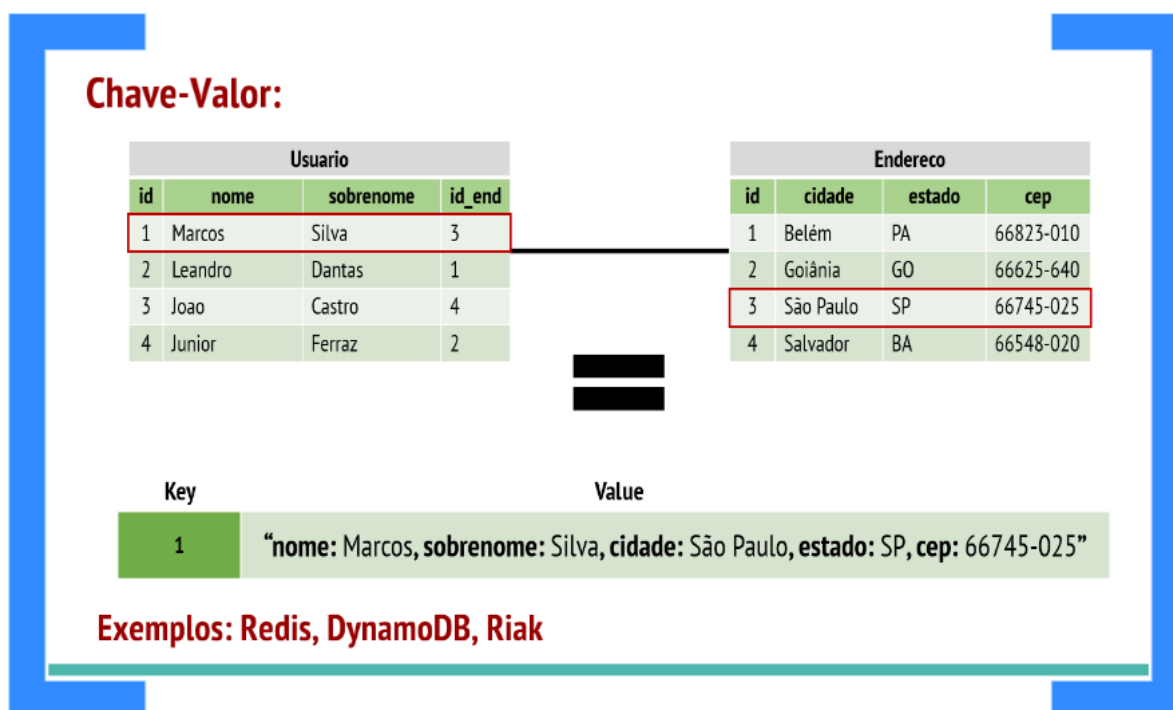 Chave-Valor:
Usuario
id nome sobrenome id_end
1 Marcos Silva 3
2 Leandro Dantas 1
3 Joao Castro 4
4 Junior Ferraz 2
Endereco
id cidade estado cep
1 Belém PA 66823-010
2 Goiânia GO 66625-640
3 São Paulo SP 66745-025
4 Salvador BA 66548-020
Key Value
1 “nome: Marcos, sobrenome: Silva, cidade: São Paulo, estado: SP, cep: 66745-025”
Exemplos: Redis, DynamoDB, Riak